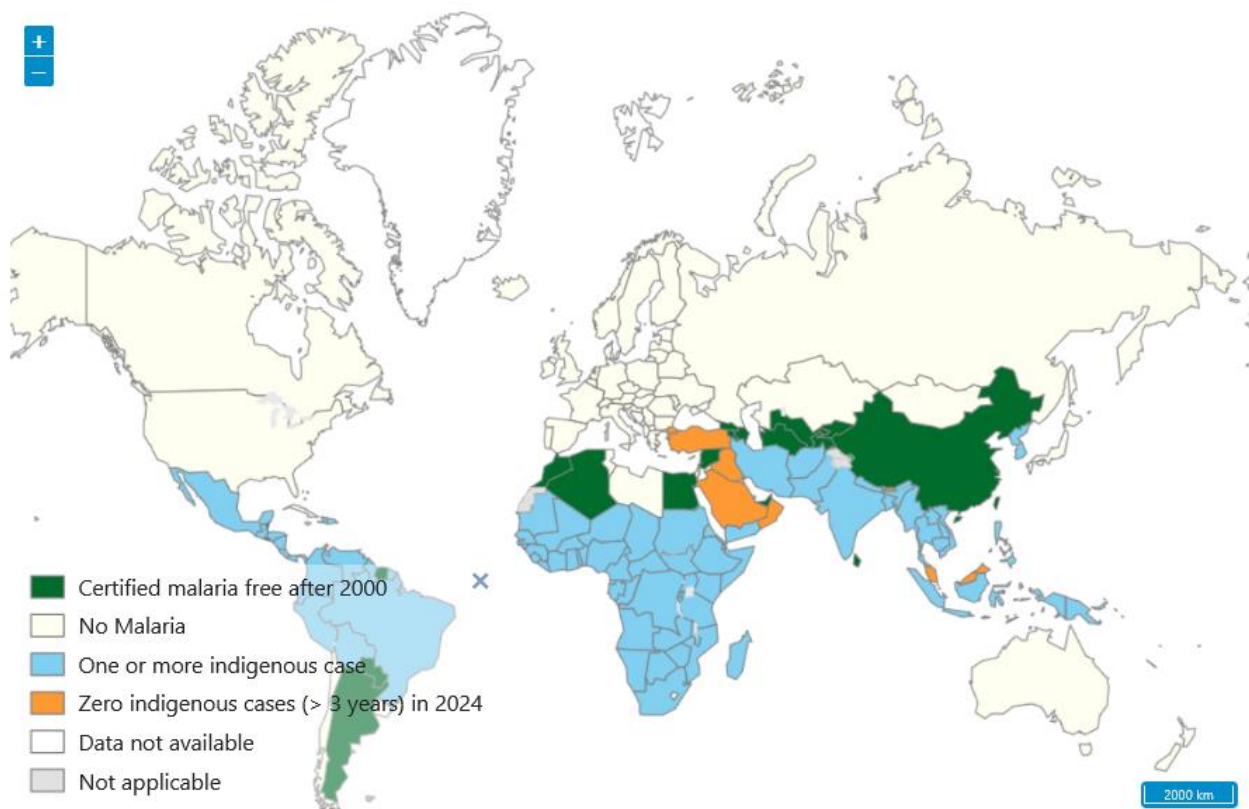 +
−
Certified malaria free after 2000
No Malaria
One or more indigenous case
Zero indigenous cases (> 3 years) in 2024
Data not available
Not applicable
2000 km